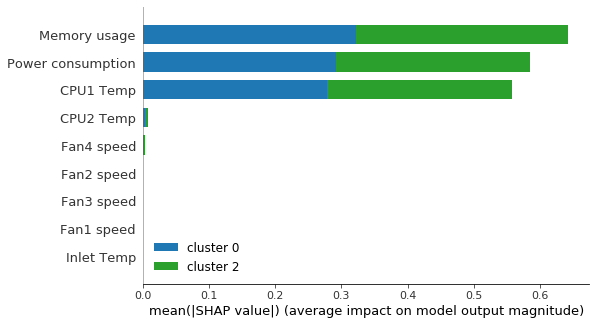 Memory usage
Power consumption
CPU1 Temp
CPU2 Temp
Fan4 speed
Fan2 speed
Fan3 speed
Fan1 speed
Inlet Temp
cluster 0
cluster 2
0.0 0.1 0.2 0.3 0.4 0.5 0.6
mean(|SHAP value|) (average impact on model output magnitude)